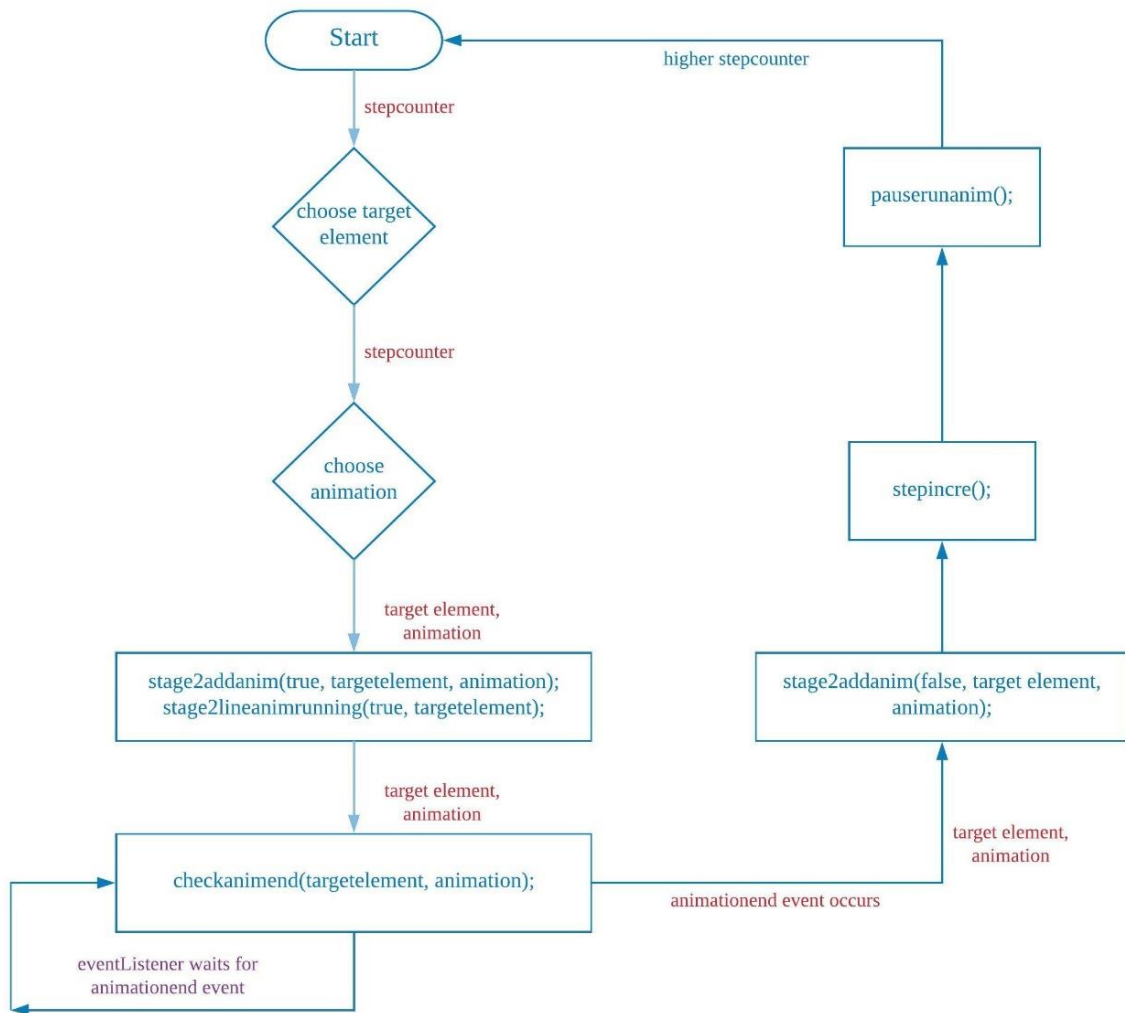 Start
higher stepcounter
stepcounter
choose target
element
pauserunanim();
stepcounter
choose
animation
stepincre();
target element,
animation
stage2addanim(true, targetelement, animation);
stage2lineanimrunning(true, targetelement);
stage2addanim(false, target element,
animation);
target element,
animation
target element,
animation
checkanimend(targetelement, animation);
animationend event occurs
eventListener waits for
animationend event